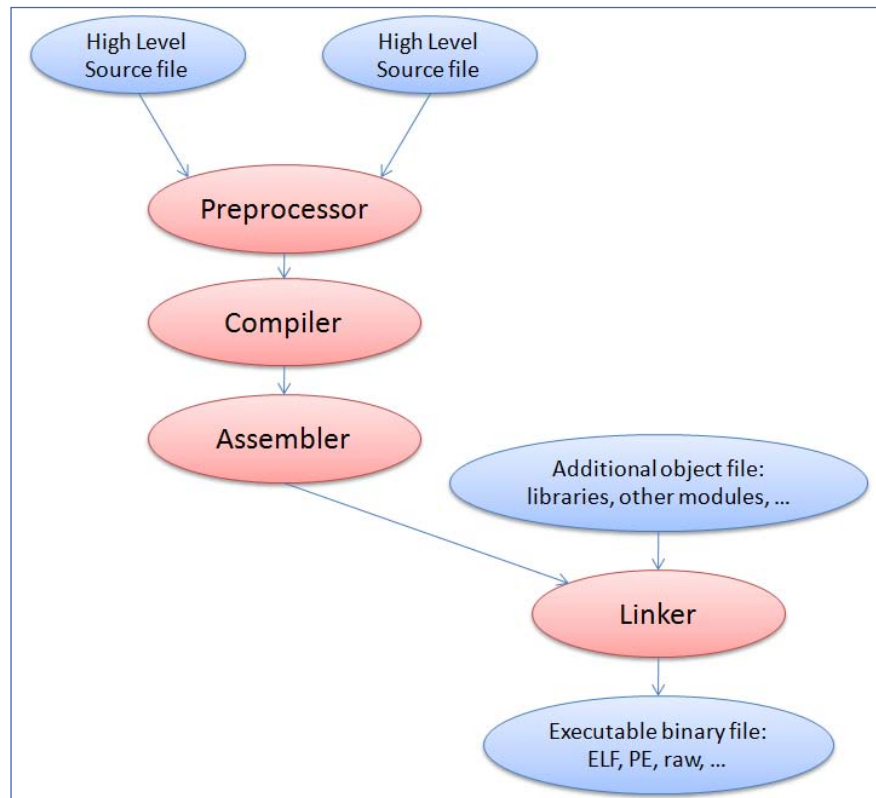 High Level
Source file
High Level
Source file
Preprocessor
Compiler
Assembler
Additional object file:
libraries, other modules, ...
Linker
Executable binary file:
ELF, PE, raw, ...